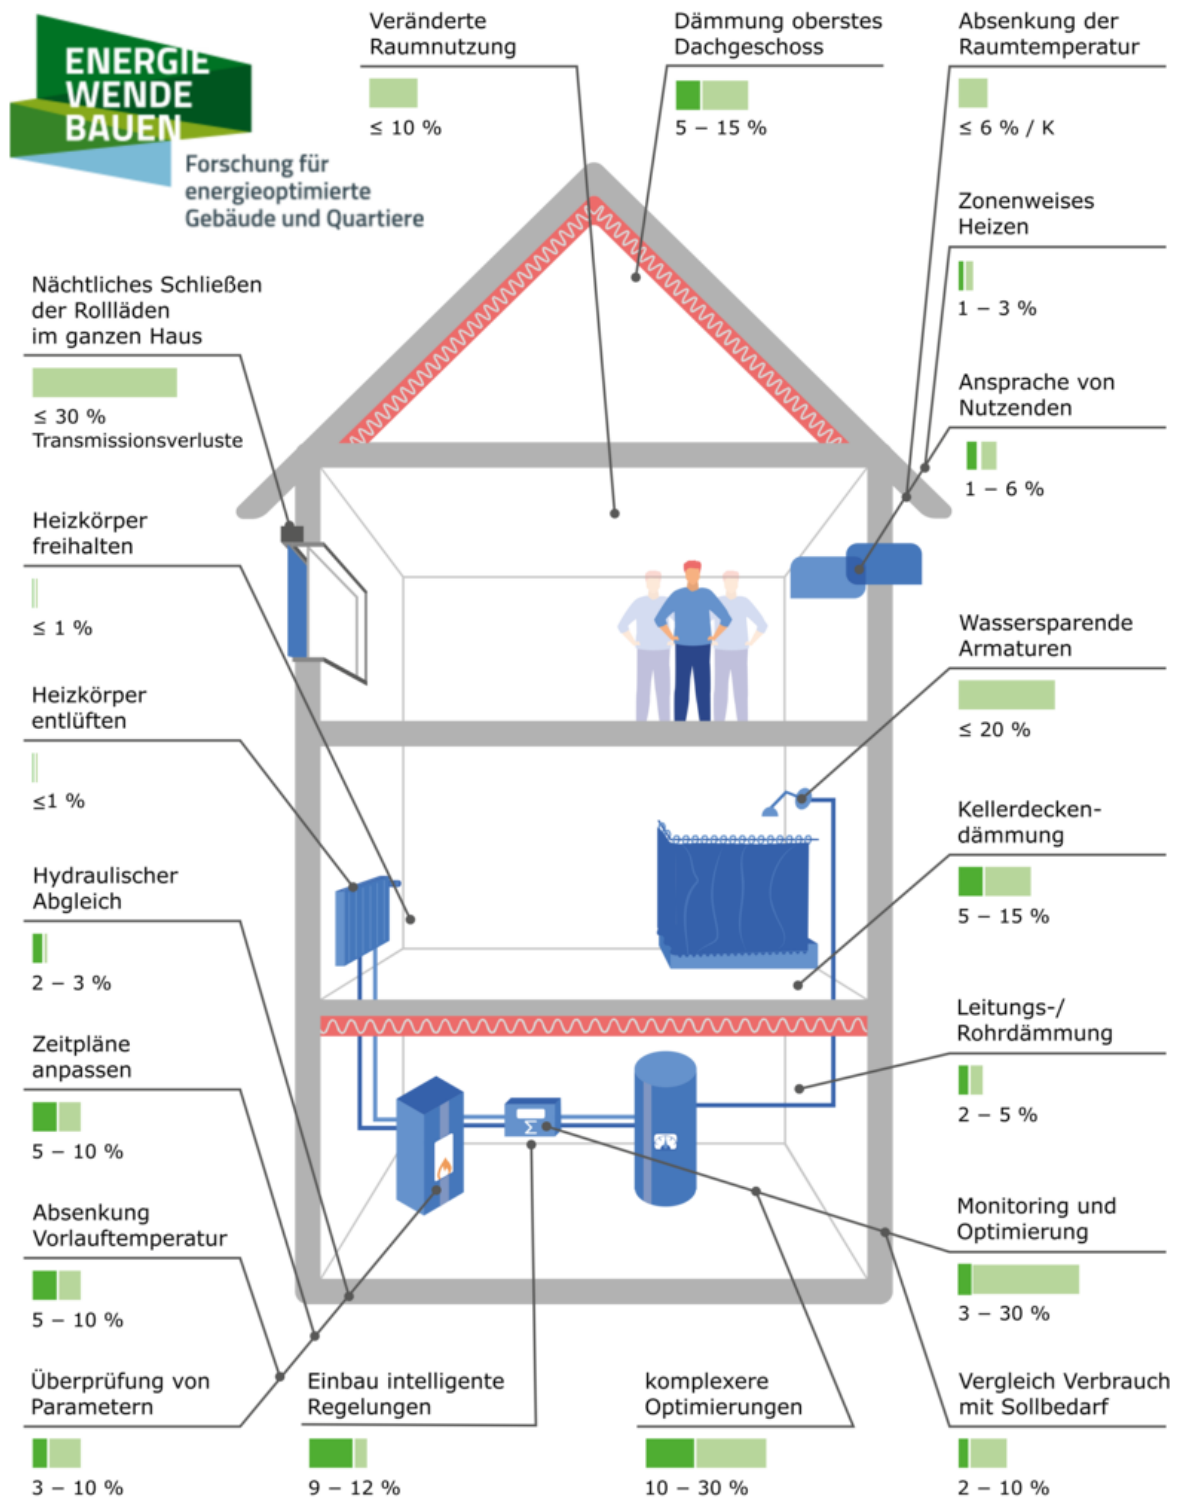 ENERGIE
WENDE
BAUEN
Forschung für
energieoptimierte
Gebäude und Quartiere
Veränderte
Raumnutzung
≤ 10 %
Dämmung oberstes
Dachgeschoss
5 – 15 %
Absenkung der
Raumtemperatur
≤ 6 % / K
Zonenweises
Heizen
1 – 3 %
Ansprache von
Nutzenden
1 – 6 %
Nächtliches Schließen
der Rollläden
im ganzen Haus
≤ 30 %
Transmissionsverluste
Heizkörper
freihalten
≤ 1 %
Heizkörper
entlüften
≤1 %
Hydraulischer
Abgleich
2 – 3 %
Zeitpläne
anpassen
5 – 10 %
Absenkung
Vorlauftemperatur
5 – 10 %
Überprüfung von
Parametern
3 – 10 %
Wassersparende
Armaturen
≤ 20 %
Kellerdecken-
dämmung
5 – 15 %
Leitungs-/
Rohrdämmung
2 – 5 %
Monitoring und
Optimierung
3 – 30 %
Σ
Einbau intelligente
Regelungen
9 – 12 %
komplexere
Optimierungen
10 – 30 %
Vergleich Verbrauch
mit Sollbedarf
2 – 10 %